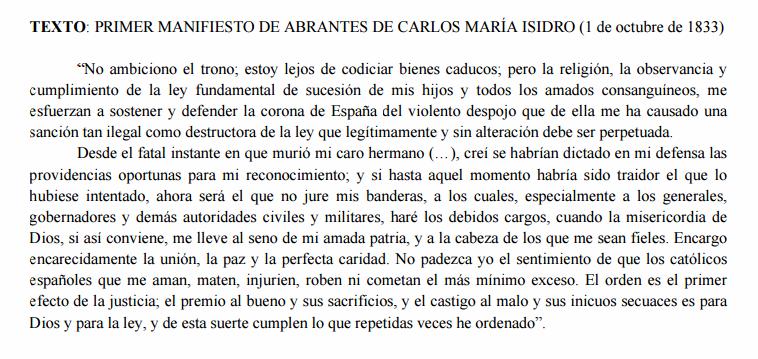 TEXTO: PRIMER MANIFIESTO DE ABRANTES DE CARLOS MARÍA ISIDRO (1 de octubre de 1833)
“No ambiciono el trono; estoy lejos de codiciar bienes caducos; pero la religión, la observancia y
cumplimiento de la ley fundamental de sucesión de mis hijos y todos los amados consanguíneos, me
esfuerzan a sostener y defender la corona de España del violento despojo que de ella me ha causado una
sanción tan ilegal como destructora de la ley que legítimamente y sin alteración debe ser perpetuada.
Desde el fatal instante en que murió mi caro hermano (…), creí se habrían dictado en mi defensa las
providencias oportunas para mi reconocimiento; y si hasta aquel momento habría sido traidor el que lo
hubiese intentado, ahora será el que no jure mis banderas, a los cuales, especialmente a los generales,
gobernadores y demás autoridades civiles y militares, haré los debidos cargos, cuando la misericordia de
Dios, si así conviene, me lleve al seno de mi amada patria, y a la cabeza de los que me sean fieles. Encargo
encarecidamente la unión, la paz y la perfecta caridad. No padezca yo el sentimiento de que los católicos
españoles que me aman, maten, injurien, roben ni cometan el más mínimo exceso. El orden es el primer
efecto de la justicia; el premio al bueno y sus sacrificios, y el castigo al malo y sus inicuos secuaces es para
Dios y para la ley, y de esta suerte cumplen lo que repetidas veces he ordenado”.